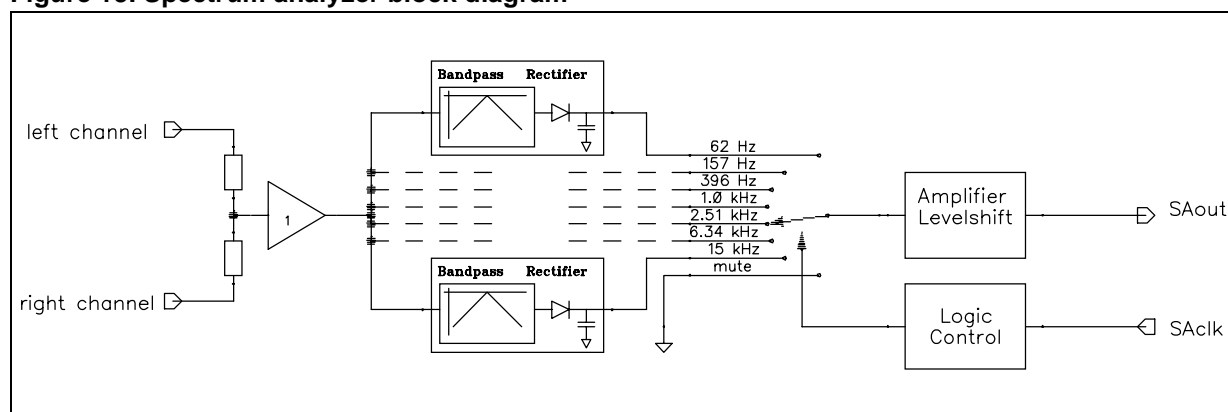 Figure Spectrum analyzer block diagram
Bandpass Rectifier
left channel
62 Hz
157 Hz
396 Hz
1.0 kHz
2.51 kHz
6.34 kHz
15 kHz
mute
1
Amplifier
Levelshift
SAout
Bandpass Rectifier
right channel
Logic
Control
SAclk